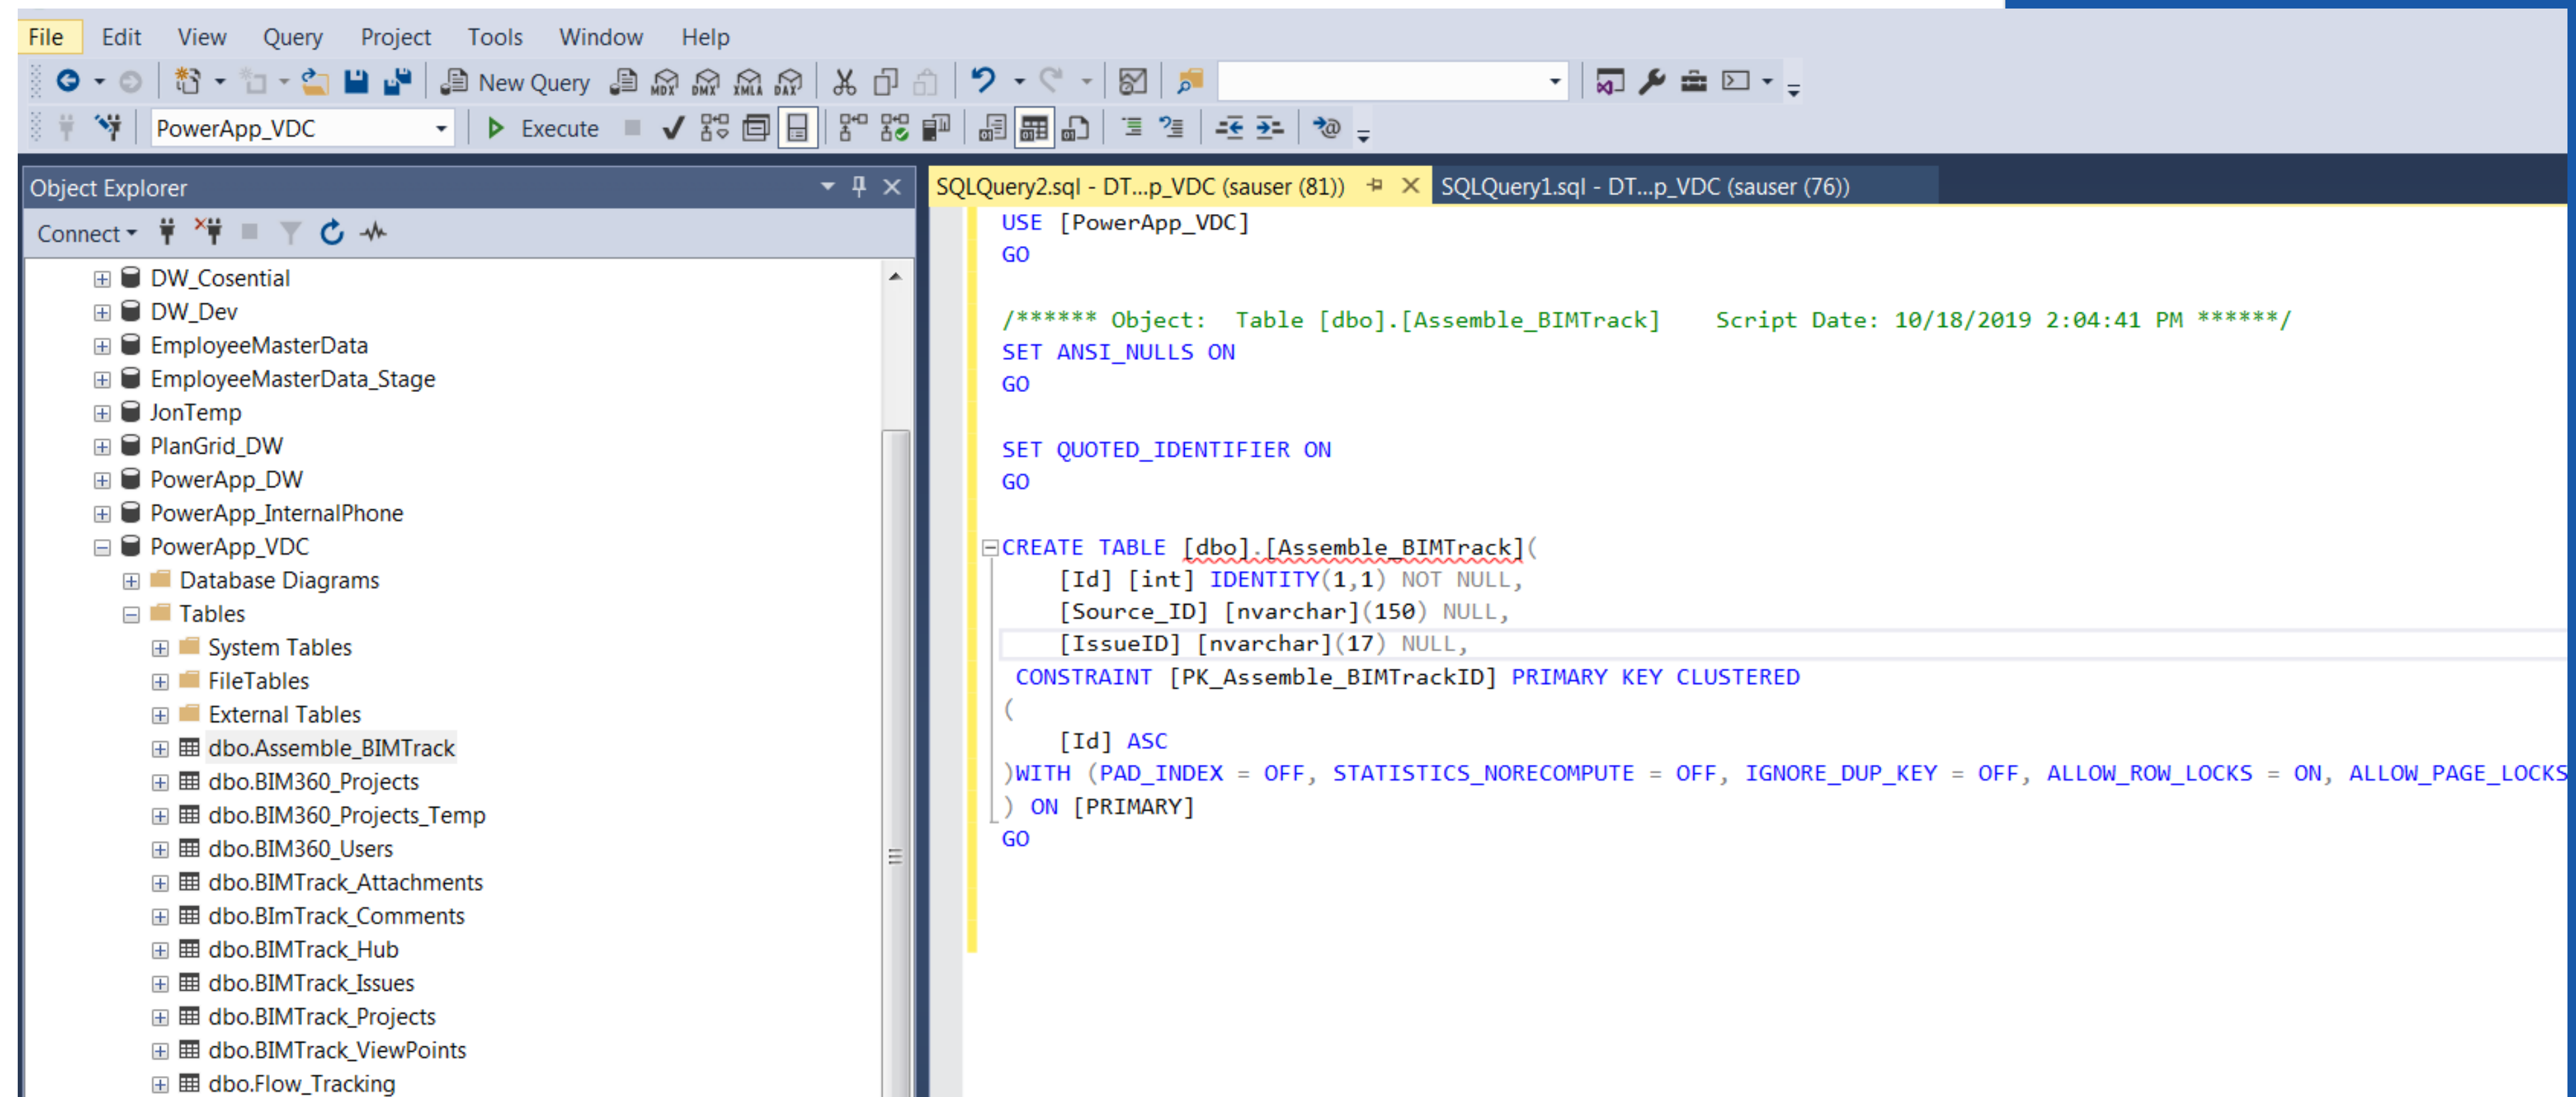 File Edit View Query Project Tools Window Help
New Query MDX DMX XMLA DAX
PowerApp_VDC Execute
Object Explorer
Connect
DW_Cosential
DW_Dev
EmployeeMasterData
EmployeeMasterData_Stage
JonTemp
PlanGrid_DW
PowerApp_DW
PowerApp_InternalPhone
PowerApp_VDC
Database Diagrams
Tables
System Tables
FileTables
External Tables
dbo.Assemble_BIMTrack
dbo.BIM360_Projects
dbo.BIM360_Projects_Temp
dbo.BIM360_Users
dbo.BIMTrack_Attachments
dbo.BImTrack_Comments
dbo.BIMTrack_Hub
dbo.BIMTrack_Issues
dbo.BIMTrack_Projects
dbo.BIMTrack_ViewPoints
dbo.Flow_Tracking
SQLQuery2.sql - DT...p_VDC (sauser (81)) SQLQuery1.sql - DT...p_VDC (sauser (76))
USE [PowerApp_VDC]
GO
/****** Object:  Table [dbo].[Assemble_BIMTrack]    Script Date: 10/18/2019 2:04:41 PM ******/
SET ANSI_NULLS ON
GO
SET QUOTED_IDENTIFIER ON
GO
CREATE TABLE [dbo].[Assemble_BIMTrack](
[Id] [int] IDENTITY(1,1) NOT NULL,
[Source_ID] [nvarchar](150) NULL,
[IssueID] [nvarchar](17) NULL,
CONSTRAINT [PK_Assemble_BIMTrackID] PRIMARY KEY CLUSTERED
(
[Id] ASC
)WITH (PAD_INDEX = OFF, STATISTICS_NORECOMPUTE = OFF, IGNORE_DUP_KEY = OFF, ALLOW_ROW_LOCKS = ON, ALLOW_PAGE_LOCKS
) ON [PRIMARY]
GO